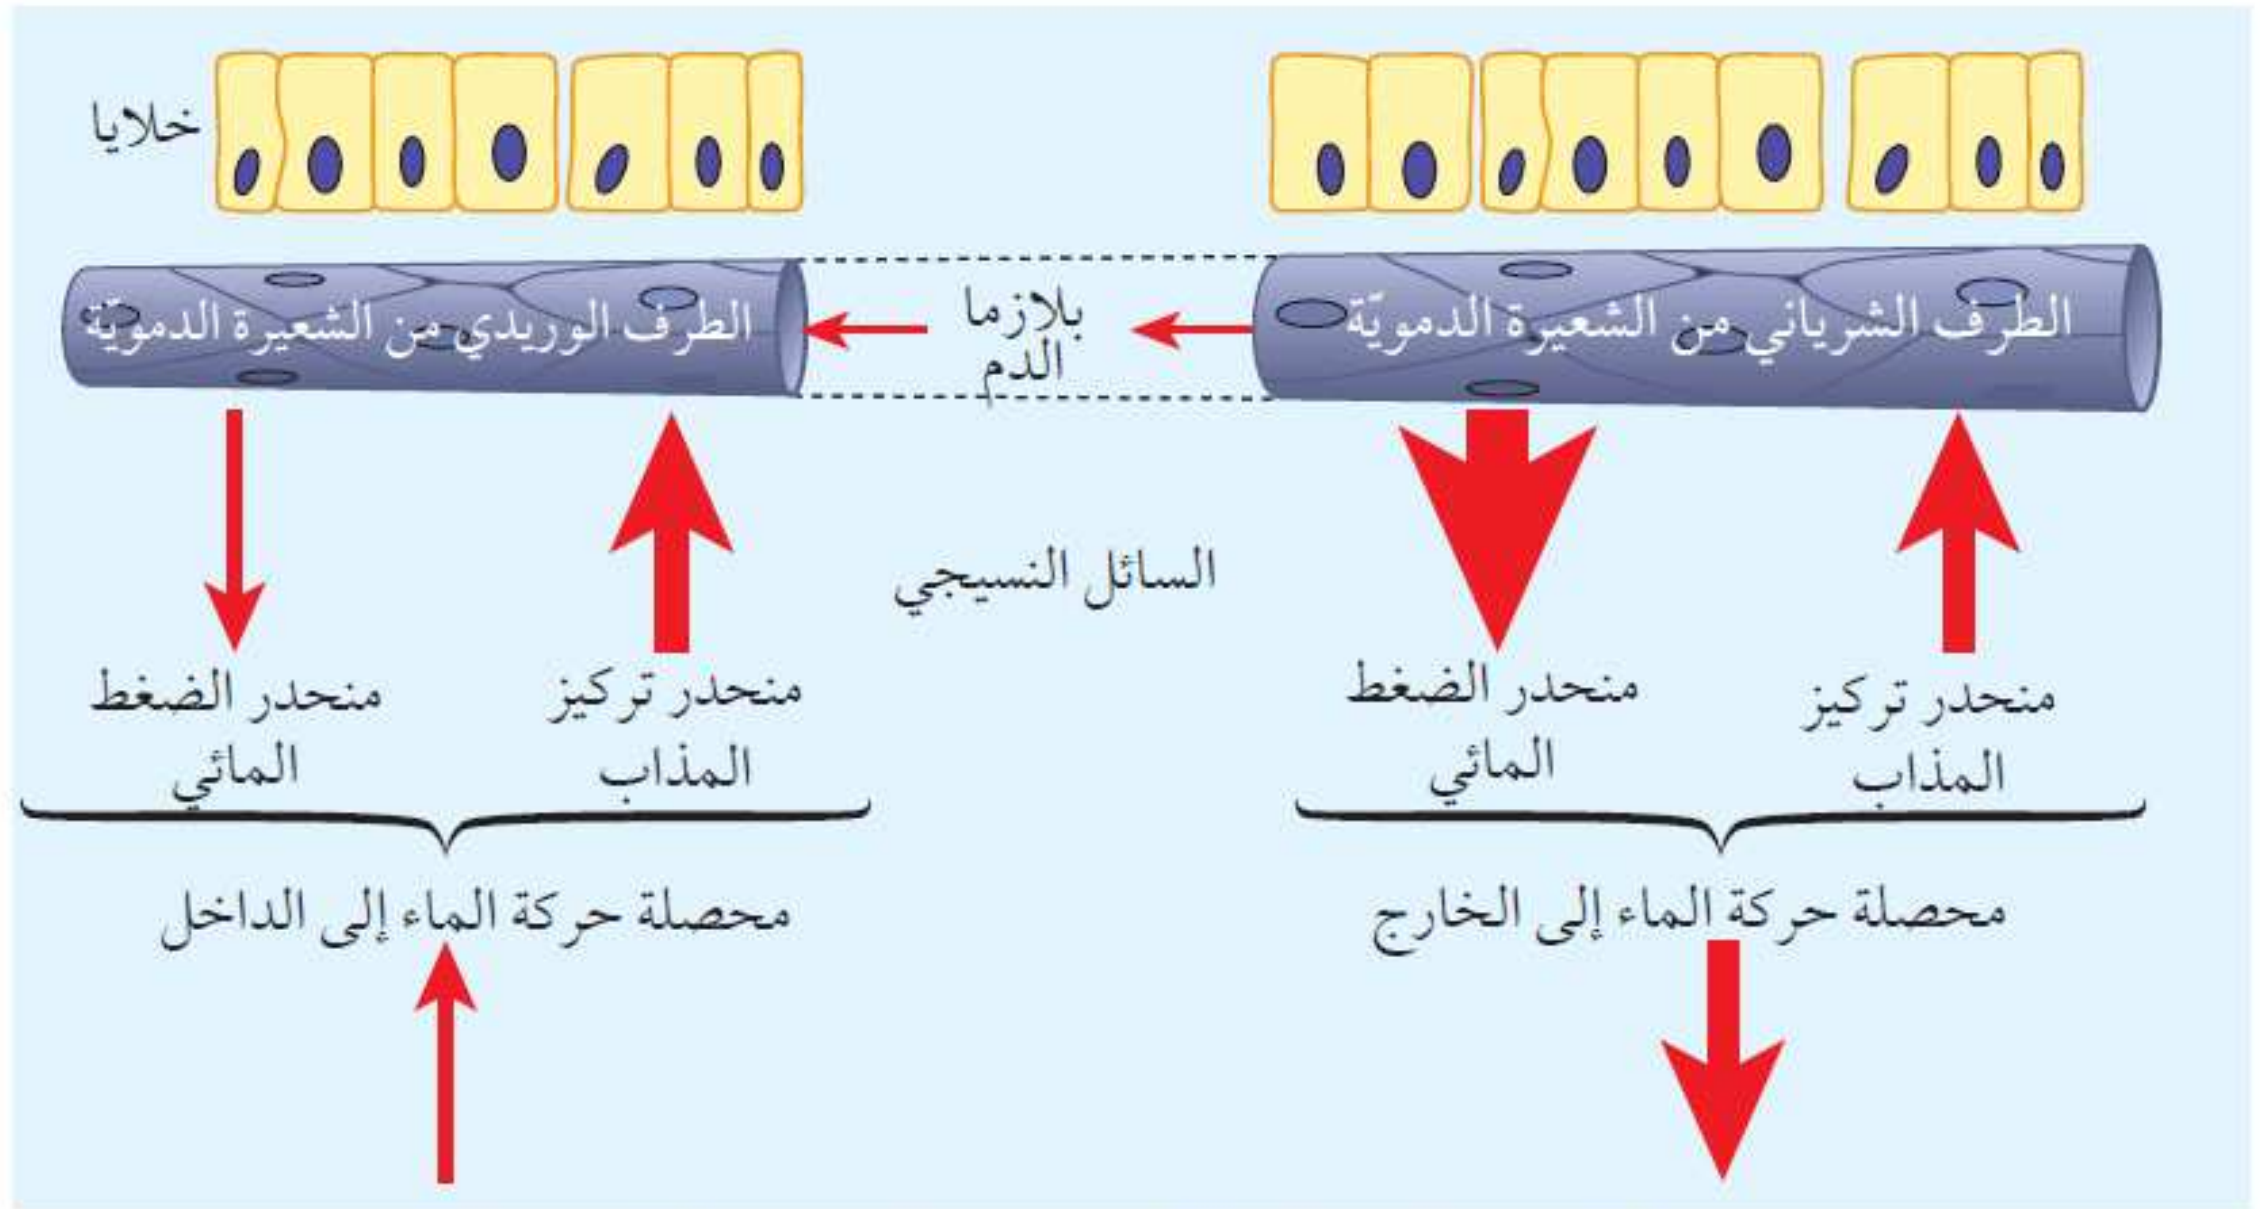 خلايا
الطرف الشرياني من الشعيرة الدمويّة
بلازما
الدم
الطرف الوريدي من الشعيرة الدمويّة
السائل النسيجي
منحدر تركيز
المذاب
منحدر الضغط
المائي
منحدر تركيز
المذاب
منحدر الضغط
المائي
محصلة حركة الماء إلى الخارج
محصلة حركة الماء إلى الداخل